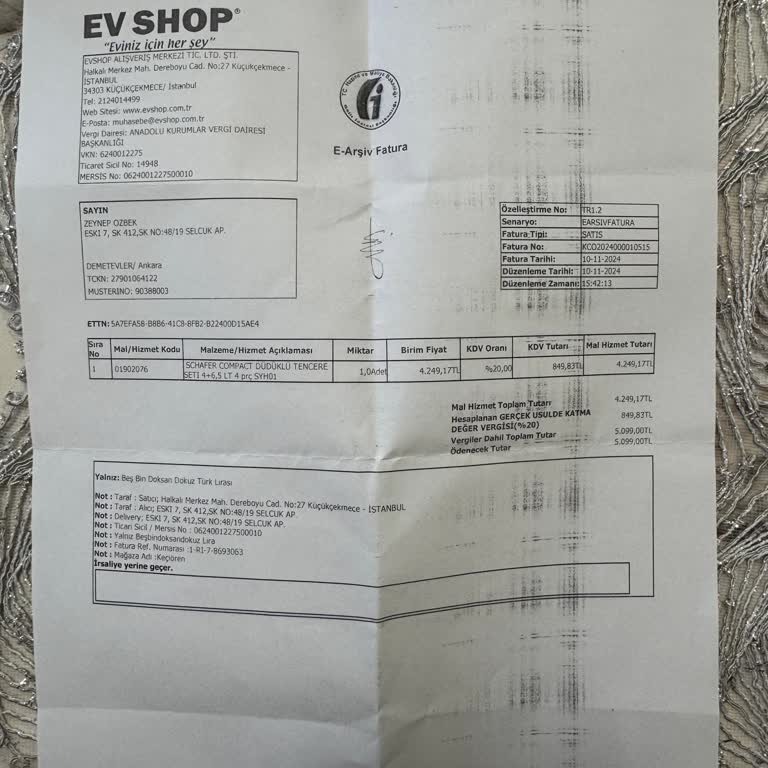 EV SHOP®
"Eviniz için her şey"
EVSHOP ALIŞVERİŞ MERKEZİ TİC. LTD. ŞTİ.
Halkalı Merkez Mah. Dereboyu Cad. No:27 Küçükçekmece -
İSTANBUL
34303 KÜÇÜKÇEKMECE/ İstanbul
Tel: 2124014499
Web Sitesi: www.evshop.com.tr
E-Posta: muhasebe@evshop.com.tr
Vergi Dairesi: ANADOLU KURUMLAR VERGİ DAİRESİ
BAŞKANLIĞI
VKN: 6240012275
Ticaret Sicil No: 14948
MERSİS No: 0624001227500010
E-Arşiv Fatura
SAYIN
ZEYNEP OZBEK
ESKİ 7, SK 412,SK NO:48/19 SELCUK AP.
DEMETEVLER/ Ankara
TCKN: 27901064122
MUSTERINO: 90388003
Özelleştirme No: TR1.2
Senaryo: EARSIVFATURA
Fatura Tipi: SATIS
Fatura No: KCO2024000010515
Fatura Tarihi: 10-11-2024
Düzenleme Tarihi: 10-11-2024
Düzenleme Zamanı: 15:42:13
ETTN: 5A7EFA58-B8B6-41C8-8FB2-B22400D15AE4
Sıra No Mal/Hizmet Kodu Malzeme/Hizmet Açıklaması Miktar Birim Fiyat KDV Oranı KDV Tutarı Mal Hizmet Tutarı
1 01902076 SCHAFER COMPACT DÜDÜKLÜ TENCERE 1,0Adet 4.249,17TL %20,00 849,83TL 4.249,17TL
SETİ 4+6,5 LT 4 prç SYH01
Mal Hizmet Toplam Tutarı 4.249,17TL
Hesaplanan GERÇEK USULDE KATMA 849,83TL
DEĞER VERGİSİ(%20)
Vergiler Dahil Toplam Tutar 5.099,00TL
Ödenecek Tutar 5.099,00TL
Yalnız: Beş Bin Doksan Dokuz Türk Lirası
Not : Taraf : Satıcı; Halkalı Merkez Mah. Dereboyu Cad. No:27 Küçükçekmece - İSTANBUL
Not : Taraf : Alıcı; ESKİ 7, SK 412,SK NO:48/19 SELCUK AP.
Not : Delivery; ESKİ 7, SK 412,SK NO:48/19 SELCUK AP.
Not : Ticari Sicil / Mersis No : 0624001227500010
Not : Yalnız Beşbindoksandokuz Lira
Not : Fatura Ref. Numarası :1-R1-7-8693063
Not : Mağaza Adı :Keçiören
İrsaliye yerine geçer.